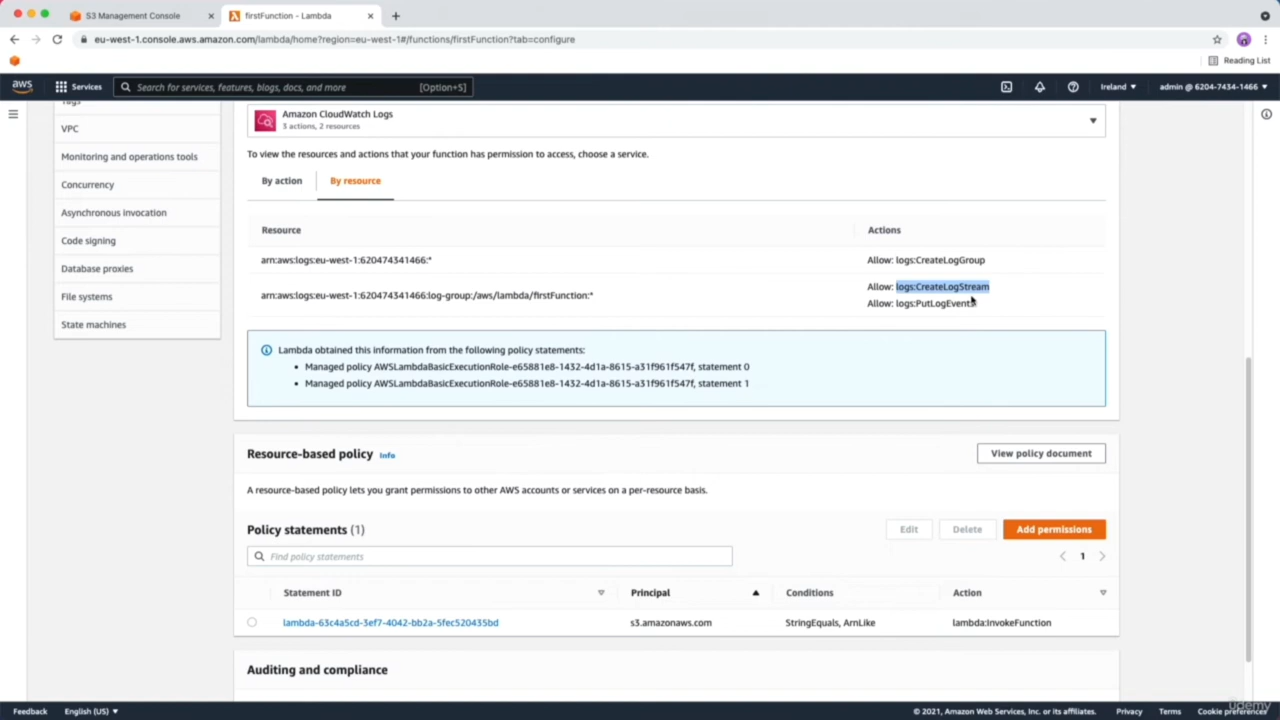 S3 Management Console
firstFunction - Lambda
eu-west-1.console.aws.amazon.com/lambda/home?region=eu-west-1#/functions/firstFunction?tab=configure
Reading List
aws
Services
Search for services, features, blogs, docs, and more
[Option+S]
Ireland
admin @ 6204-7434-1466
Tags
VPC
Monitoring and operations tools
Concurrency
Asynchronous invocation
Code signing
Database proxies
File systems
State machines
Amazon CloudWatch Logs
3 actions, 2 resources
To view the resources and actions that your function has permission to access, choose a service.
By action
By resource
Resource
Actions
arn:aws:logs:eu-west-1:620474341466:*
Allow: logs:CreateLogGroup
arn:aws:logs:eu-west-1:620474341466:log-group:/aws/lambda/firstFunction:*
Allow: logs:CreateLogStream
Allow: logs:PutLogEvents
Lambda obtained this information from the following policy statements:
• Managed policy AWSLambdaBasicExecutionRole-e65881e8-1432-4d1a-8615-a31f961f547f, statement 0
• Managed policy AWSLambdaBasicExecutionRole-e65881e8-1432-4d1a-8615-a31f961f547f, statement 1
Resource-based policy Info
View policy document
A resource-based policy lets you grant permissions to other AWS accounts or services on a per-resource basis.
Policy statements (1)
Edit
Delete
Add permissions
Find policy statements
1
Statement ID
Principal
Conditions
Action
lambda-63c4a5cd-3ef7-4042-bb2a-5fec520435bd
s3.amazonaws.com
StringEquals, ArnLike
lambda:InvokeFunction
Auditing and compliance
Feedback
English (US)
© 2021, Amazon Web Services, Inc. or its affiliates.
Privacy
Terms
Cookie preferences
udemy